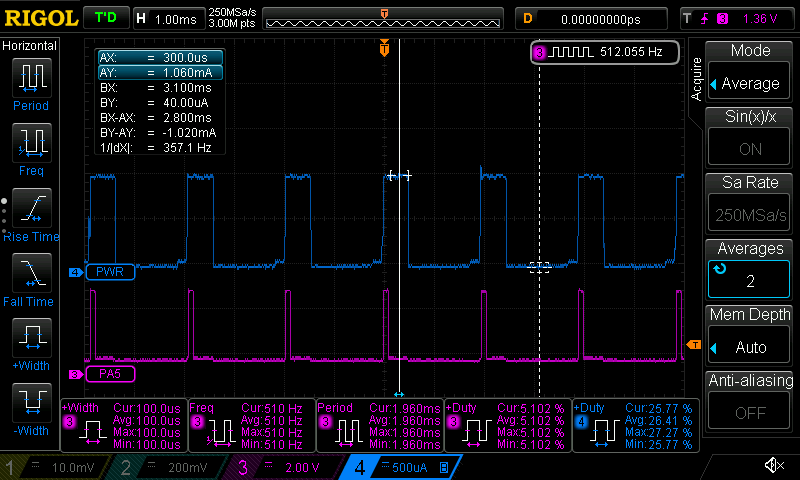 RIGOL T'D H 1.00ms 250MSa/s 3.00M pts T D 0.00000000ps T 3 1.36 V
Horizontal
Period
Freq
Rise Time
Fall Time
+Width
-Width
AX: = 300.0us
AY: = 1.060mA
BX: = 3.100ms
BY: = 40.00uA
BX-AX: = 2.800ms
BY-AY: = -1.020mA
1/|dX|: = 357.1 Hz
T
3 512.055 Hz
4 PWR
3 PA5
T
Acquire
Mode
Average
Sin(x)/x
ON
Sa Rate
250MSa/s
Averages
2
Mem Depth
Auto
Anti-aliasing
OFF
+Width 3 Cur:100.0us
Avg:100.0us
Max:100.0us
Min:100.0us
Freq 3 Cur:510 Hz
Avg:510 Hz
Max:510 Hz
Min:510 Hz
Period 3 Cur:1.960ms
Avg:1.960ms
Max:1.960ms
Min:1.960ms
+Duty 3 Cur:5.102 %
Avg:5.102 %
Max:5.102 %
Min:5.102 %
+Duty 4 Cur:25.77 %
Avg:26.41 %
Max:27.27 %
Min:25.77 %
1 10.0mV 2 200mV 3 2.00 V 4 500uA B